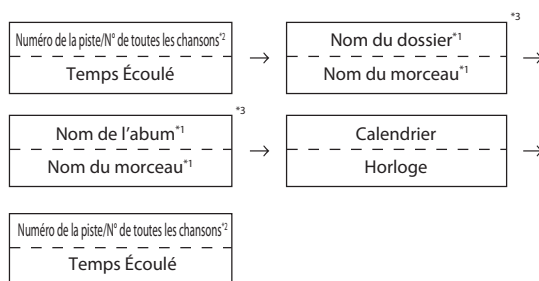 Numéro de la piste/N° de toutes les chansons*2
Temps Écoulé
Nom du dossier*1
Nom du morceau*1
*3
Nom de l'abum*1
Nom du morceau*1
*3
Calendrier
Horloge
Numéro de la piste/N° de toutes les chansons*2
Temps Écoulé